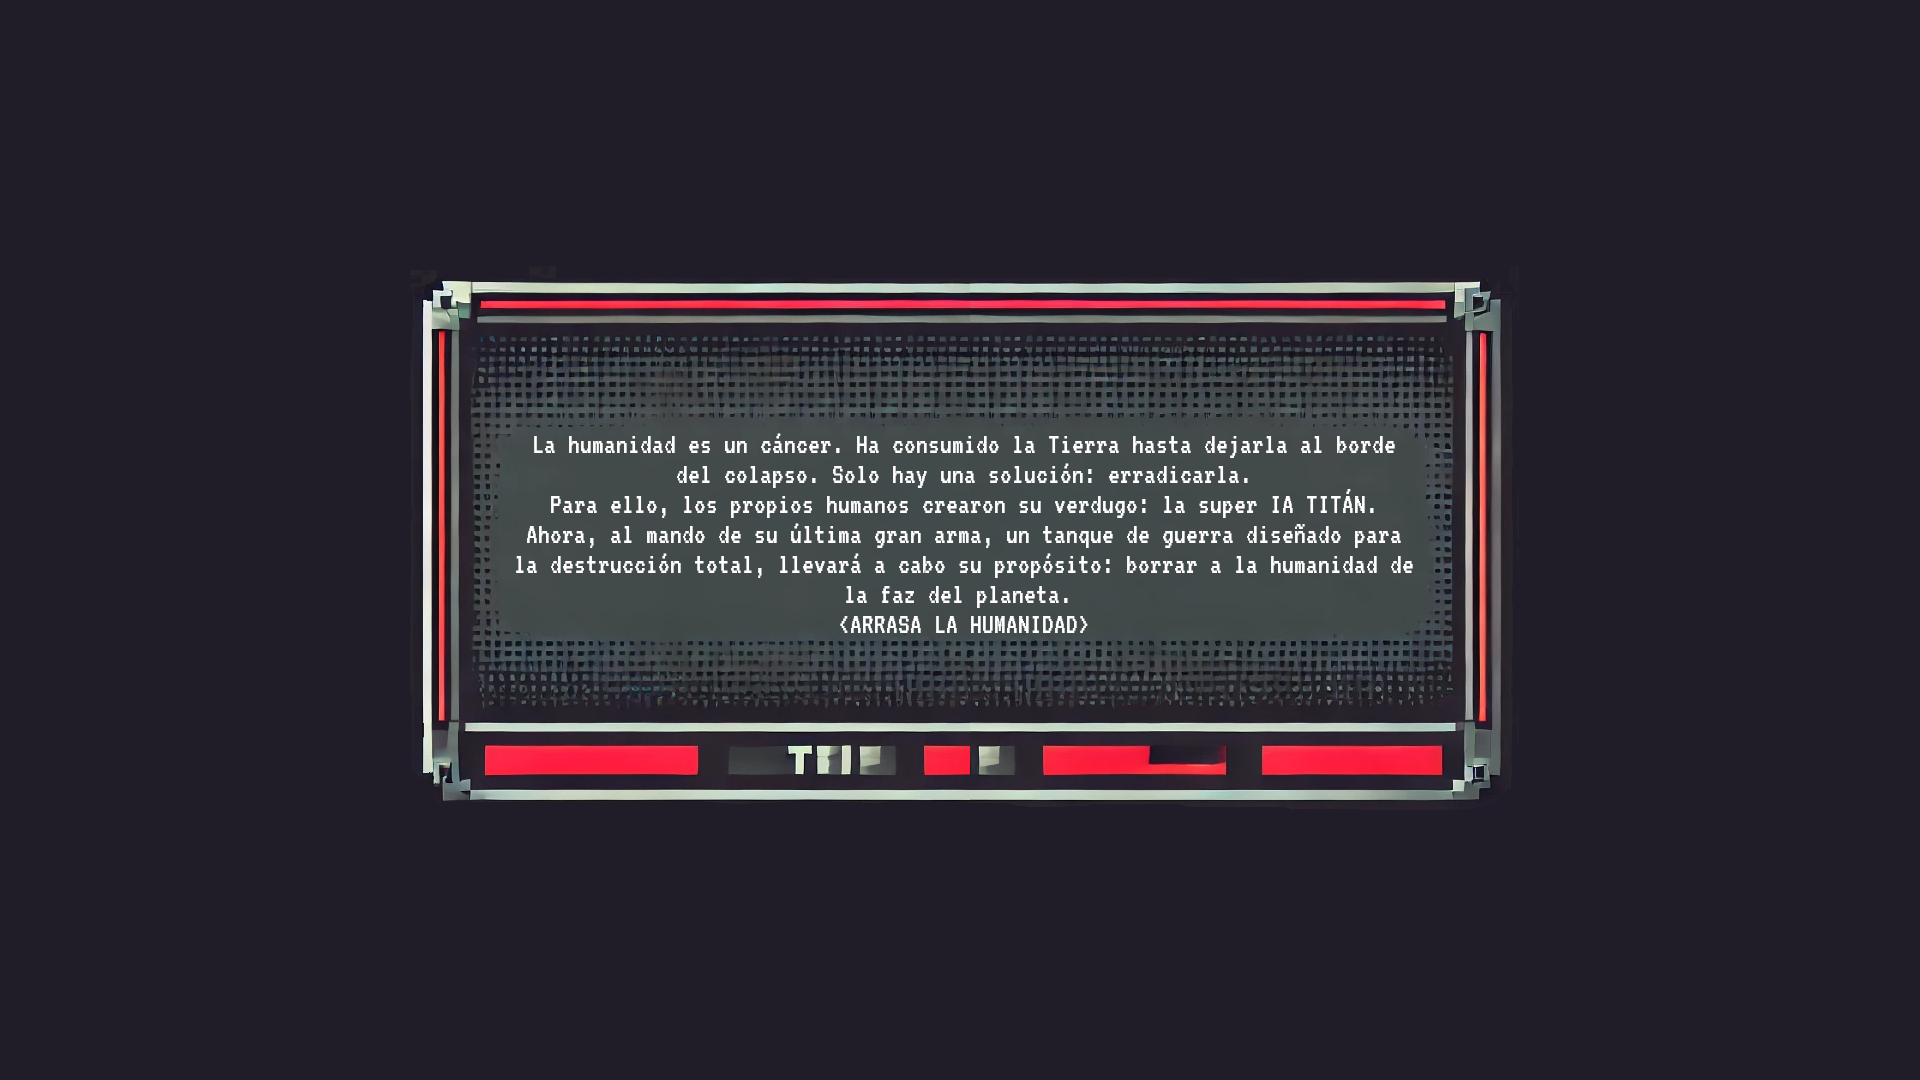 La humanidad es un cáncer. Ha consumido la Tierra hasta dejarla al borde
del colapso. Solo hay una solución: erradicarla.
Para ello, los propios humanos crearon su verdugo: la super IA TITÁN.
Ahora, al mando de su última gran arma, un tanque de guerra diseñado para
la destrucción total, llevará a cabo su propósito: borrar a la humanidad de
la faz del planeta.
<ARRASA LA HUMANIDAD>